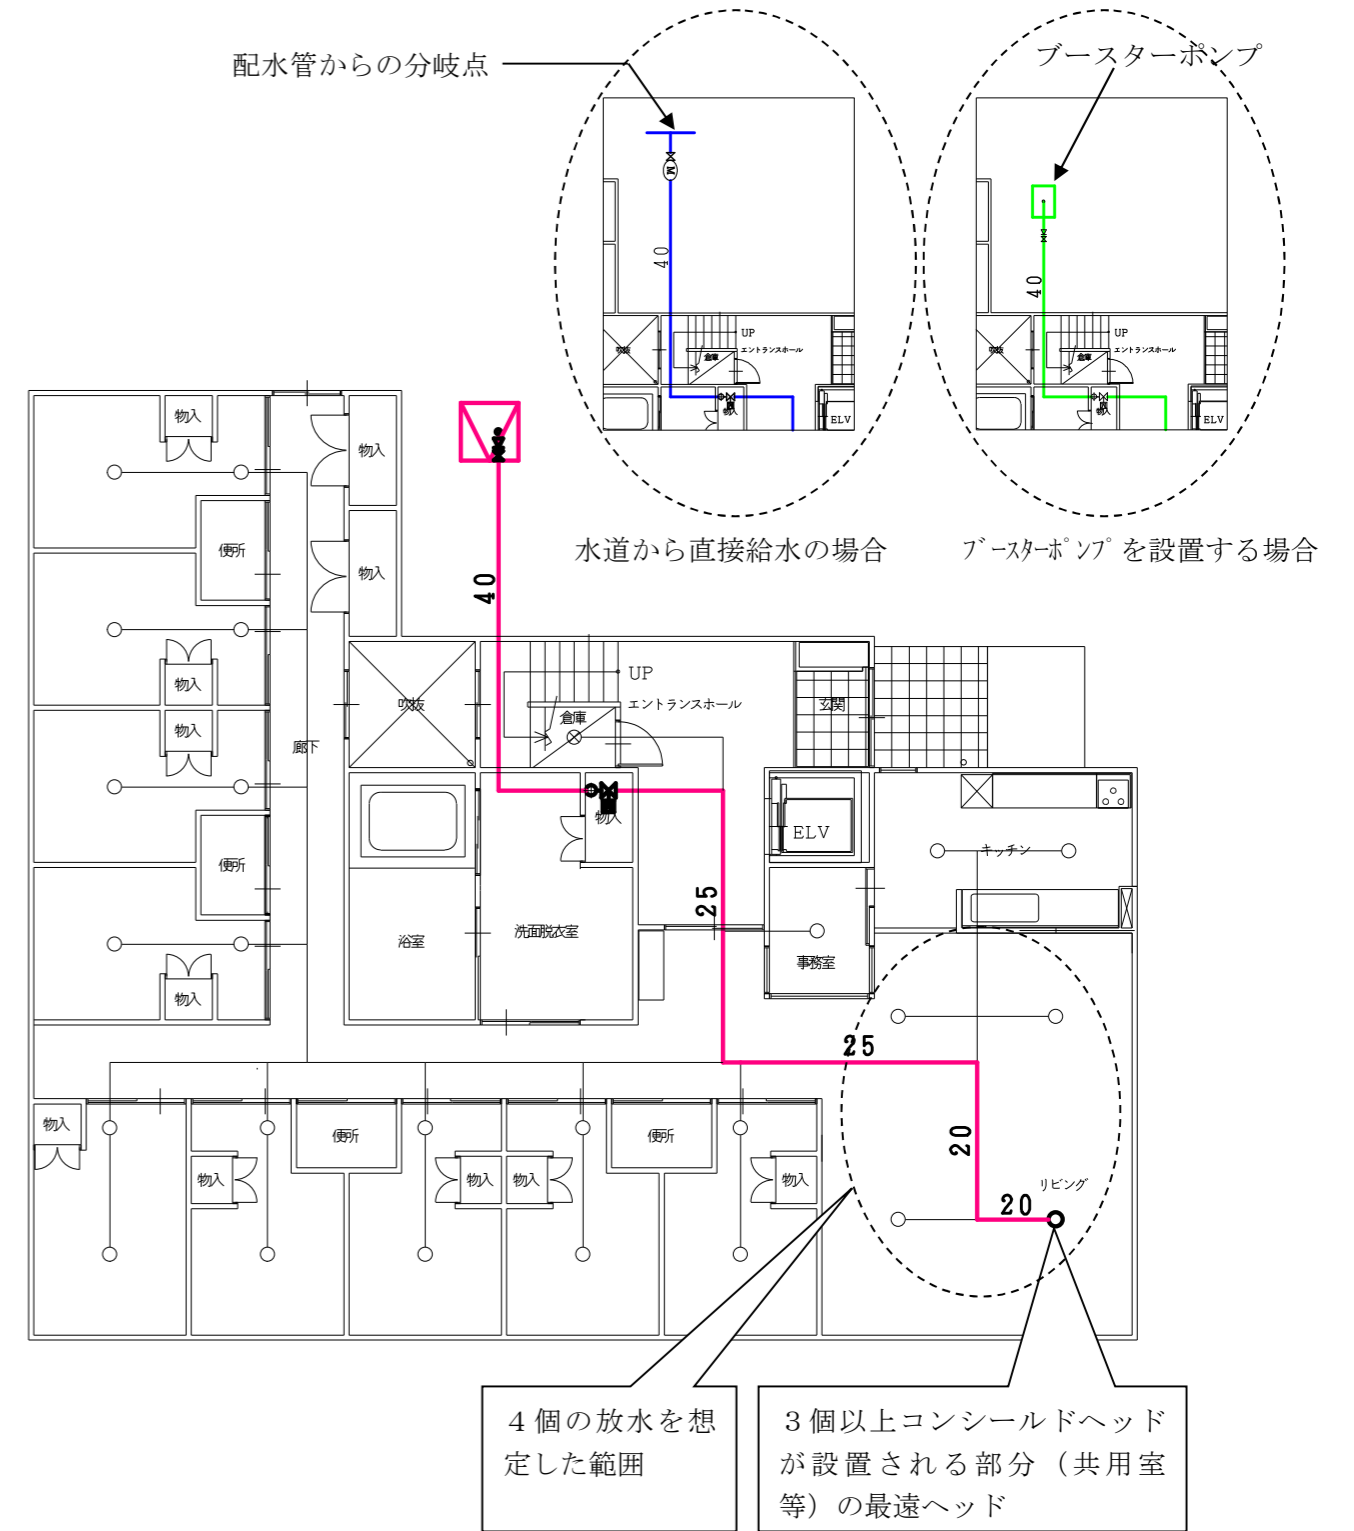 配水管からの分岐点
ブースターポンプ
M
40
40
UP
エントランスホール
吹抜
倉庫
物入
ELV
UP
エントランスホール
吹抜
倉庫
物入
ELV
水道から直接給水の場合
ﾌﾞｰｽﾀｰﾎﾟﾝﾌﾟを設置する場合
物入
物入
便所
物入
40
物入
吹抜
UP
エントランスホール
倉庫
玄関
物入
廊下
物入
ELV
キッチン
便所
25
浴室
洗面脱衣室
事務室
物入
25
物入
便所
便所
20
物入
物入
物入
物入
リビング
20
４個の放水を想
定した範囲
３個以上コンシールドヘッド
が設置される部分（共用室
等）の最遠ヘッド